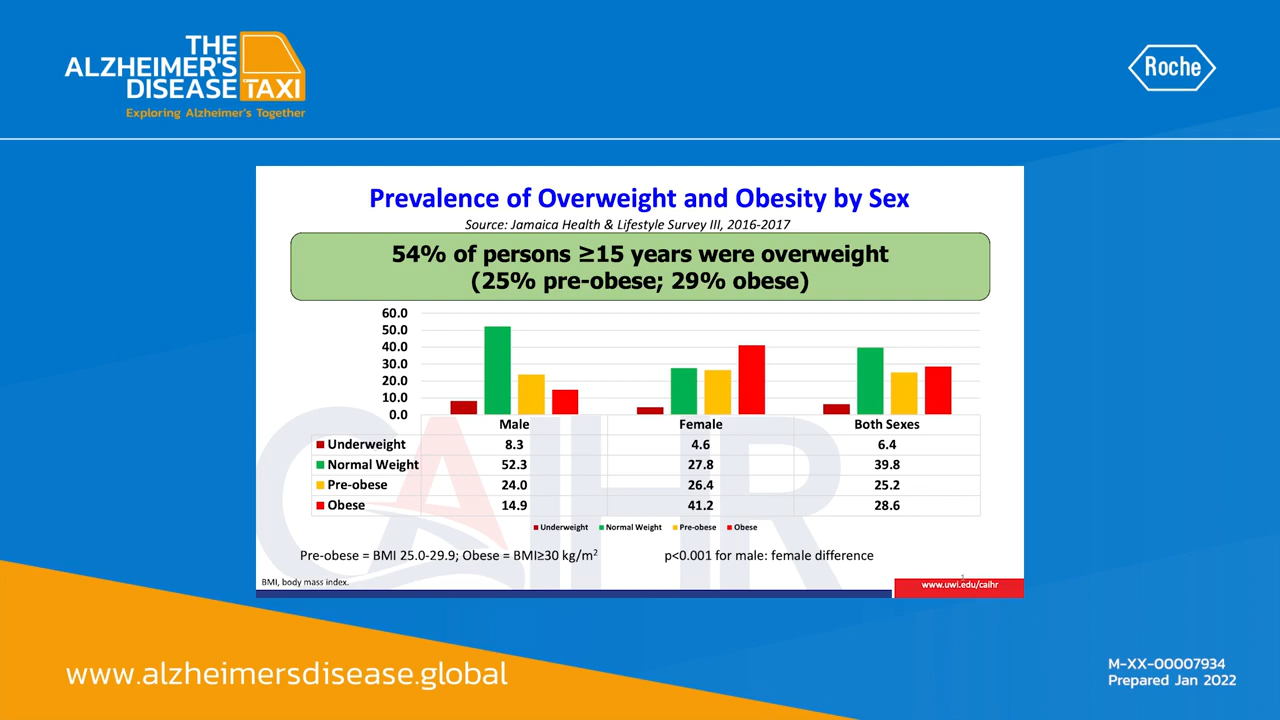 THE
ALZHEIMER'S
DISEASE TAXI
Exploring Alzheimer's Together
Roche
Prevalence of Overweight and Obesity by Sex
Source: Jamaica Health & Lifestyle Survey III, 2016-2017
54% of persons ≥15 years were overweight
(25% pre-obese; 29% obese)
60.0
50.0
40.0
30.0
20.0
10.0
0.0
Male Female Both Sexes
Underweight 8.3 4.6 6.4
Normal Weight 52.3 27.8 39.8
Pre-obese 24.0 26.4 25.2
Obese 14.9 41.2 28.6
Underweight Normal Weight Pre-obese Obese
CAIHR
Pre-obese = BMI 25.0-29.9; Obese = BMI≥30 kg/m²
p<0.001 for male: female difference
BMI, body mass index.
www.uwi.edu/caihr
www.alzheimersdisease.global
M-XX-00007934
Prepared Jan 2022